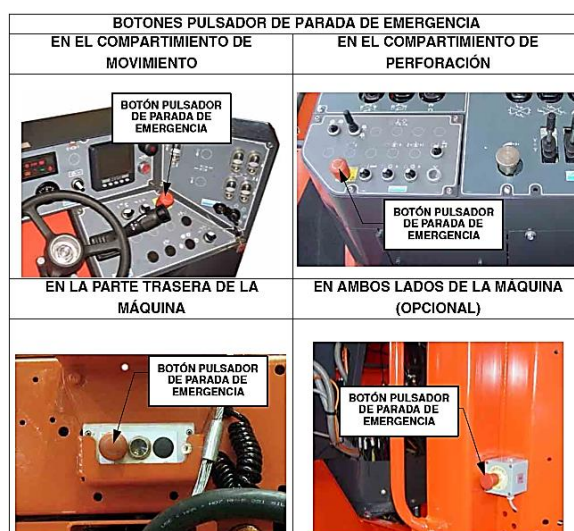 BOTONES PULSADOR DE PARADA DE EMERGENCIA
EN EL COMPARTIMIENTO DE
MOVIMIENTO
EN EL COMPARTIMIENTO DE
PERFORACIÓN
BOTÓN PULSADOR
DE PARADA DE
EMERGENCIA
BOTÓN PULSADOR
DE PARADA DE
EMERGENCIA
EN LA PARTE TRASERA DE LA
MÁQUINA
EN AMBOS LADOS DE LA MÁQUINA
(OPCIONAL)
BOTÓN PULSADOR
DE PARADA DE
EMERGENCIA
BOTÓN PULSADOR
DE PARADA DE
EMERGENCIA